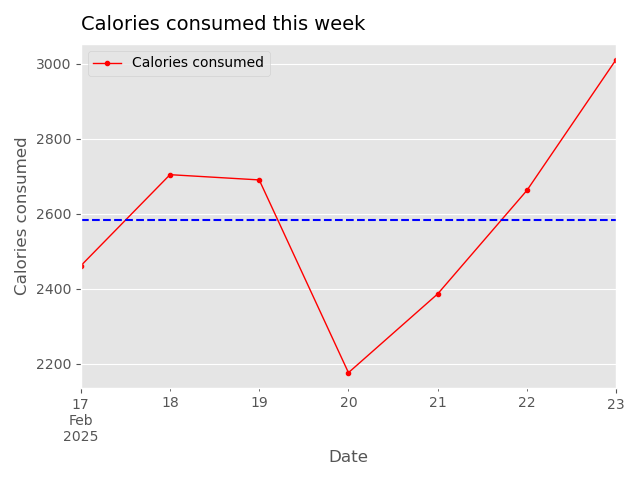 Calories consumed this week
Calories consumed
3000
2800
2600
2400
2200
Calories consumed
17
Feb
2025
18
19
20
21
22
23
Date